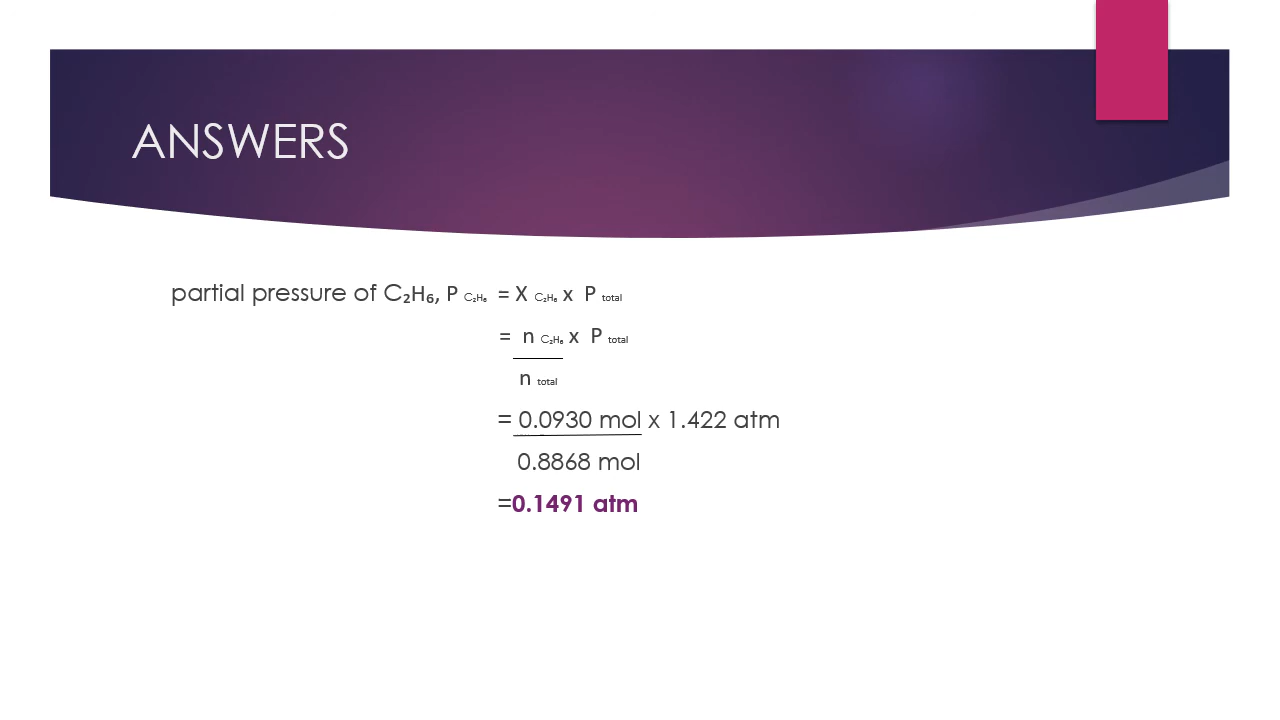 ANSWERS
partial pressure of C₂H₆, P C₂H₆ = X C₂H₆ x P total
= n C₂H₆ x P total
n total
= 0.0930 mol x 1.422 atm
0.8868 mol
=0.1491 atm